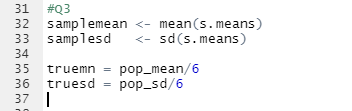 31 #Q3
32 samplemean <- mean(s.means)
33 samplesd   <- sd(s.means)
34
35 truemn = pop_mean/6
36 truesd = pop_sd/6
37